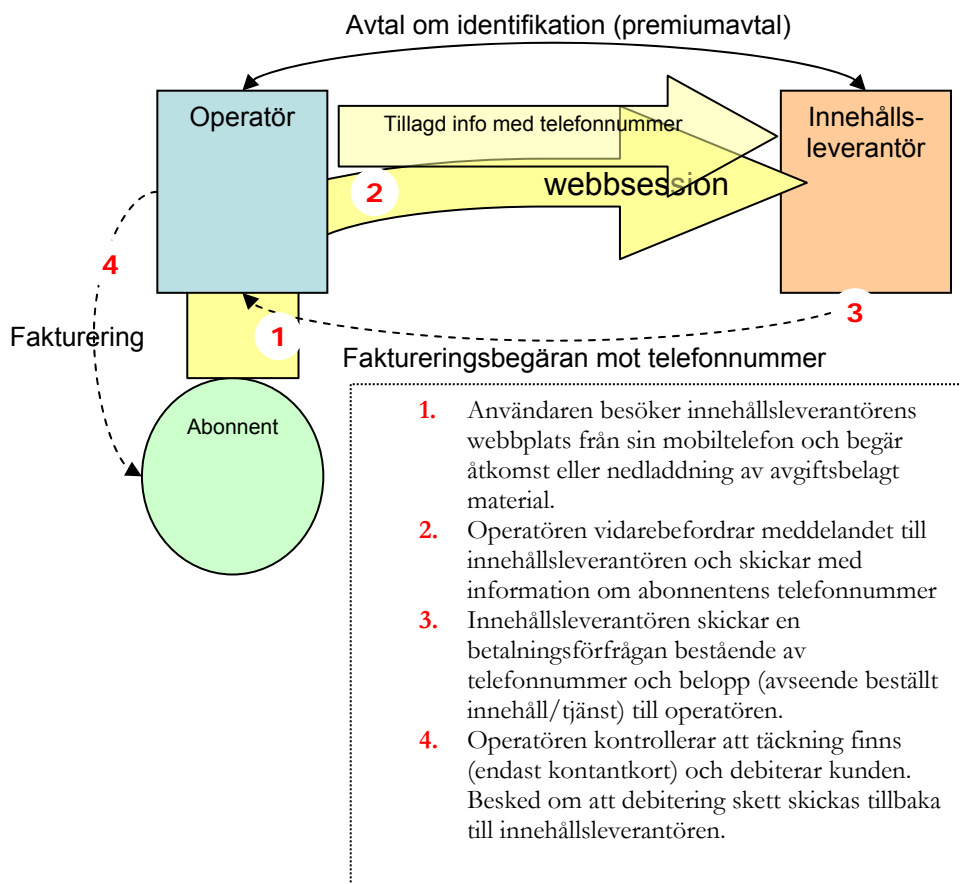 Avtal om identifikation (premiumavtal)
Operatör
Tillagd info med telefonnummer
Innehålls-
leverantör
2
webbsession
4
1
3
Fakturering
Faktureringsbegäran mot telefonnummer
Abonnent
1. Användaren besöker innehållsleverantörens
webbplats från sin mobiltelefon och begär
åtkomst eller nedladdning av avgiftsbelagt
material.
2. Operatören vidarebefordrar meddelandet till
innehållsleverantören och skickar med
information om abonnentens telefonnummer
3. Innehållsleverantören skickar en
betalningsförfrågan bestående av
telefonnummer och belopp (avseende beställt
innehåll/tjänst) till operatören.
4. Operatören kontrollerar att täckning finns
(endast kontantkort) och debiterar kunden.
Besked om att debitering skett skickas tillbaka
till innehållsleverantören.